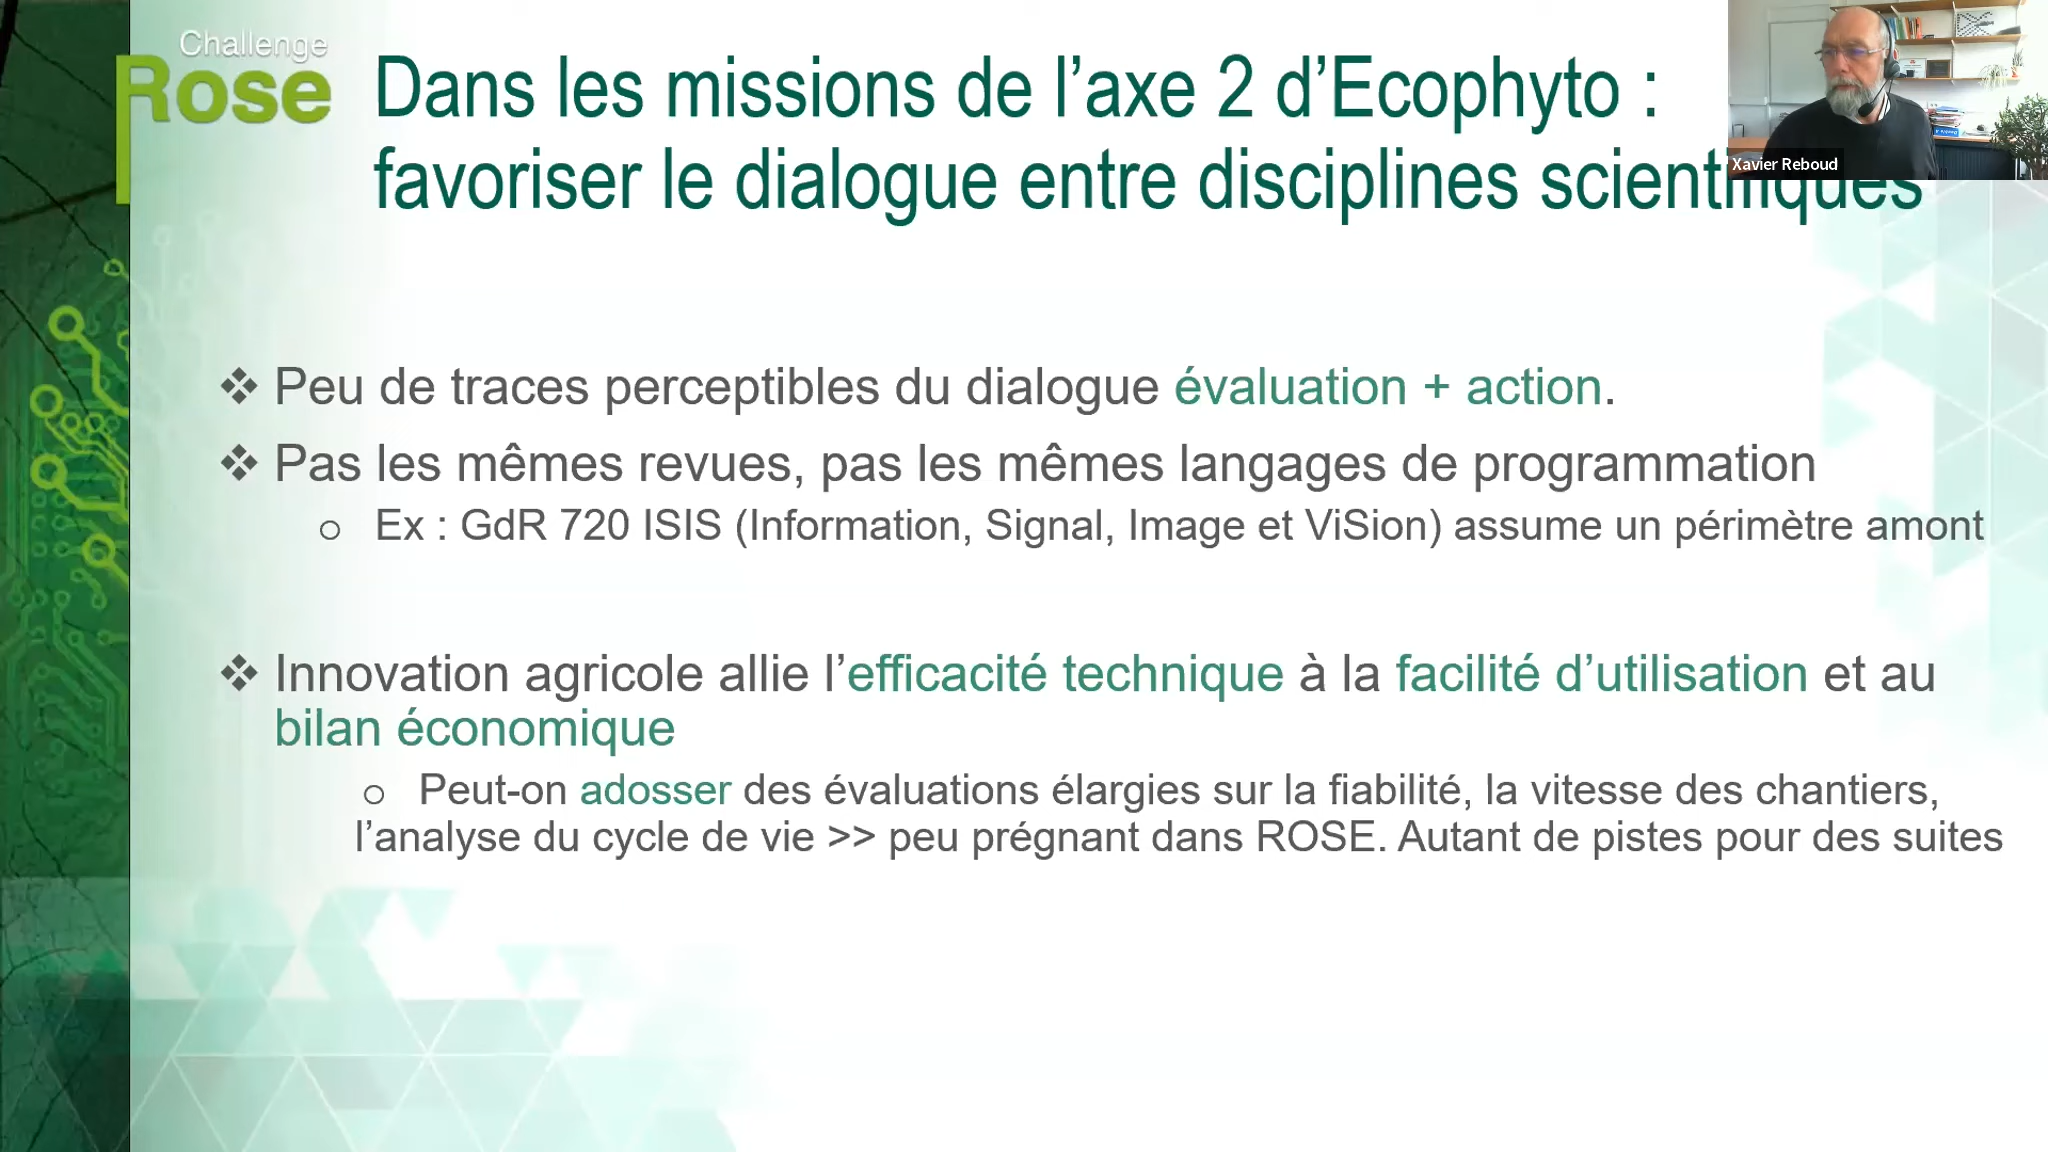 Challenge
Rose
Dans les missions de l’axe 2 d’Ecophyto :
favoriser le dialogue entre disciplines scientifiques
Xavier Reboud
❖ Peu de traces perceptibles du dialogue évaluation + action.
❖ Pas les mêmes revues, pas les mêmes langages de programmation
o Ex : GdR 720 ISIS (Information, Signal, Image et ViSion) assume un périmètre amont
❖ Innovation agricole allie l’efficacité technique à la facilité d’utilisation et au
bilan économique
o Peut-on adosser des évaluations élargies sur la fiabilité, la vitesse des chantiers,
l’analyse du cycle de vie >> peu prégnant dans ROSE. Autant de pistes pour des suites